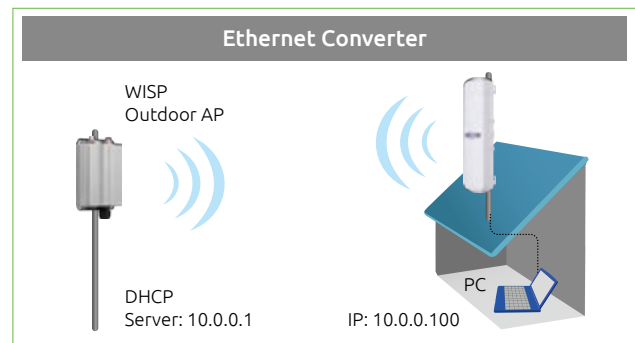 Ethernet Converter
WISP
Outdoor AP
DHCP
Server: 10.0.0.1
PC
IP: 10.0.0.100